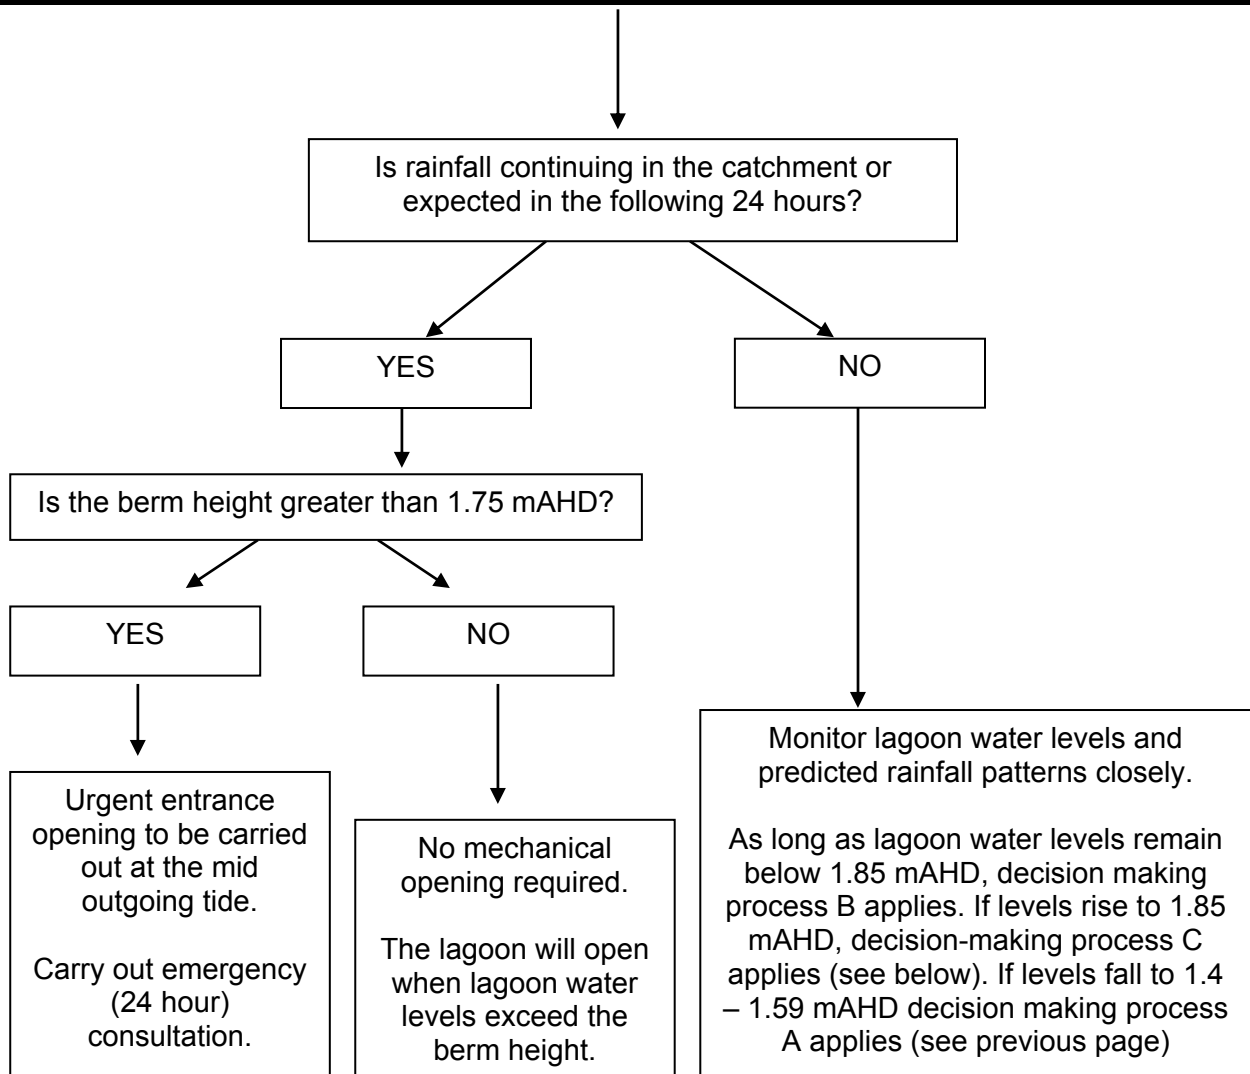 Is rainfall continuing in the catchment or
expected in the following 24 hours?
YES
NO
Is the berm height greater than 1.75 mAHD?
YES
NO
Urgent entrance
opening to be carried
out at the mid
outgoing tide.
Carry out emergency
(24 hour)
consultation.
No mechanical
opening required.
The lagoon will open
when lagoon water
levels exceed the
berm height.
Monitor lagoon water levels and
predicted rainfall patterns closely.
As long as lagoon water levels remain
below 1.85 mAHD, decision making
process B applies. If levels rise to 1.85
mAHD, decision-making process C
applies (see below). If levels fall to 1.4
– 1.59 mAHD decision making process
A applies (see previous page)